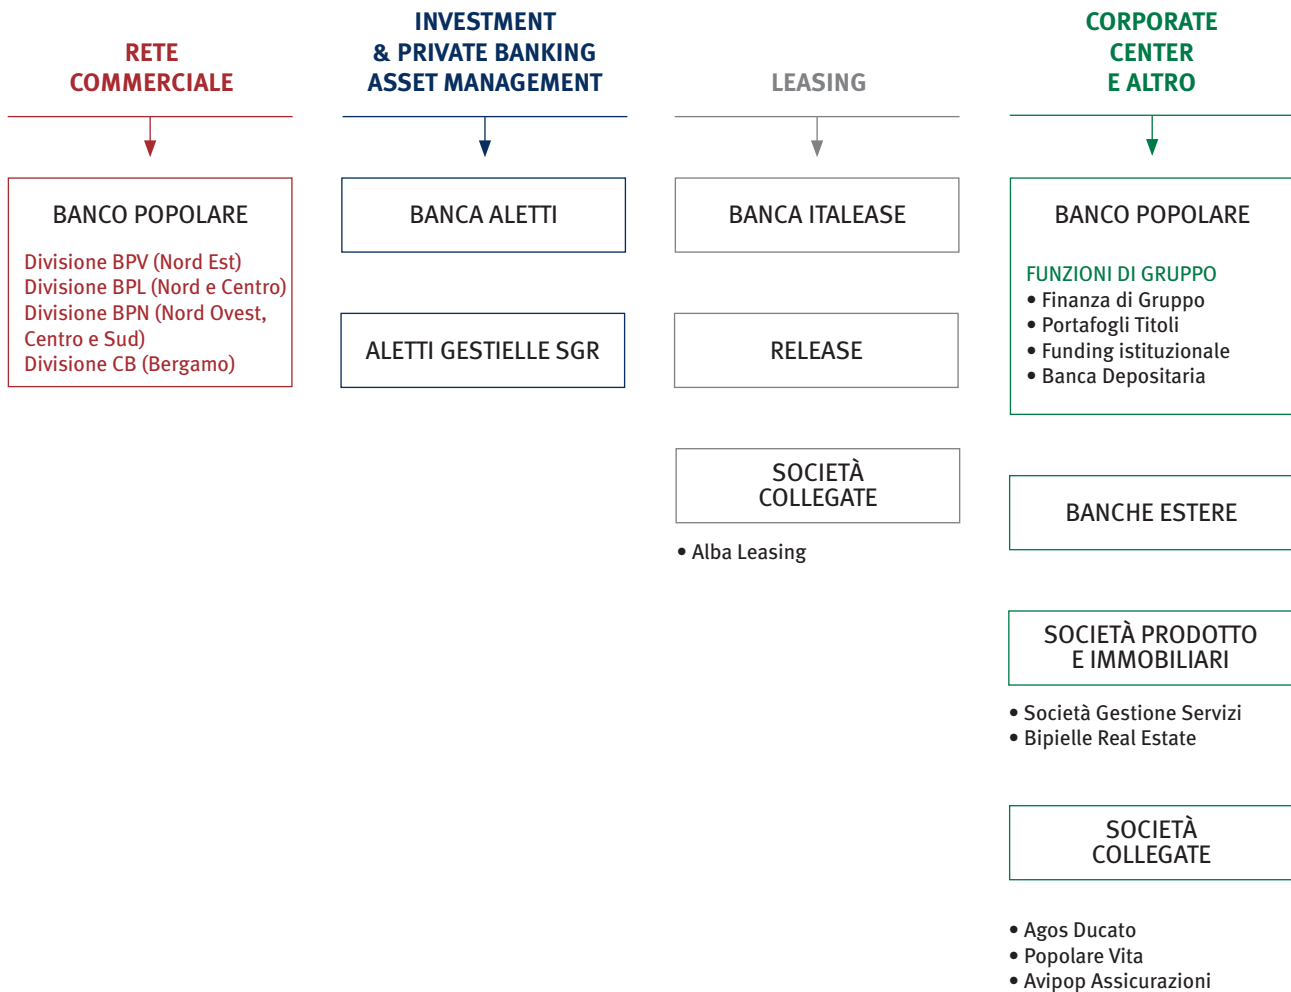 RETE
COMMERCIALE
BANCO POPOLARE
Divisione BPV (Nord Est)
Divisione BPL (Nord e Centro)
Divisione BPN (Nord Ovest,
Centro e Sud)
Divisione CB (Bergamo)
INVESTMENT
& PRIVATE BANKING
ASSET MANAGEMENT
BANCA ALETTI
ALETTI GESTIELLE SGR
LEASING
BANCA ITALEASE
RELEASE
SOCIETÀ
COLLEGATE
• Alba Leasing
CORPORATE
CENTER
E ALTRO
BANCO POPOLARE
FUNZIONI DI GRUPPO
• Finanza di Gruppo
• Portafogli Titoli
• Funding istituzionale
• Banca Depositaria
BANCHE ESTERE
SOCIETÀ PRODOTTO
E IMMOBILIARI
• Società Gestione Servizi
• Bipielle Real Estate
SOCIETÀ
COLLEGATE
• Agos Ducato
• Popolare Vita
• Avipop Assicurazioni